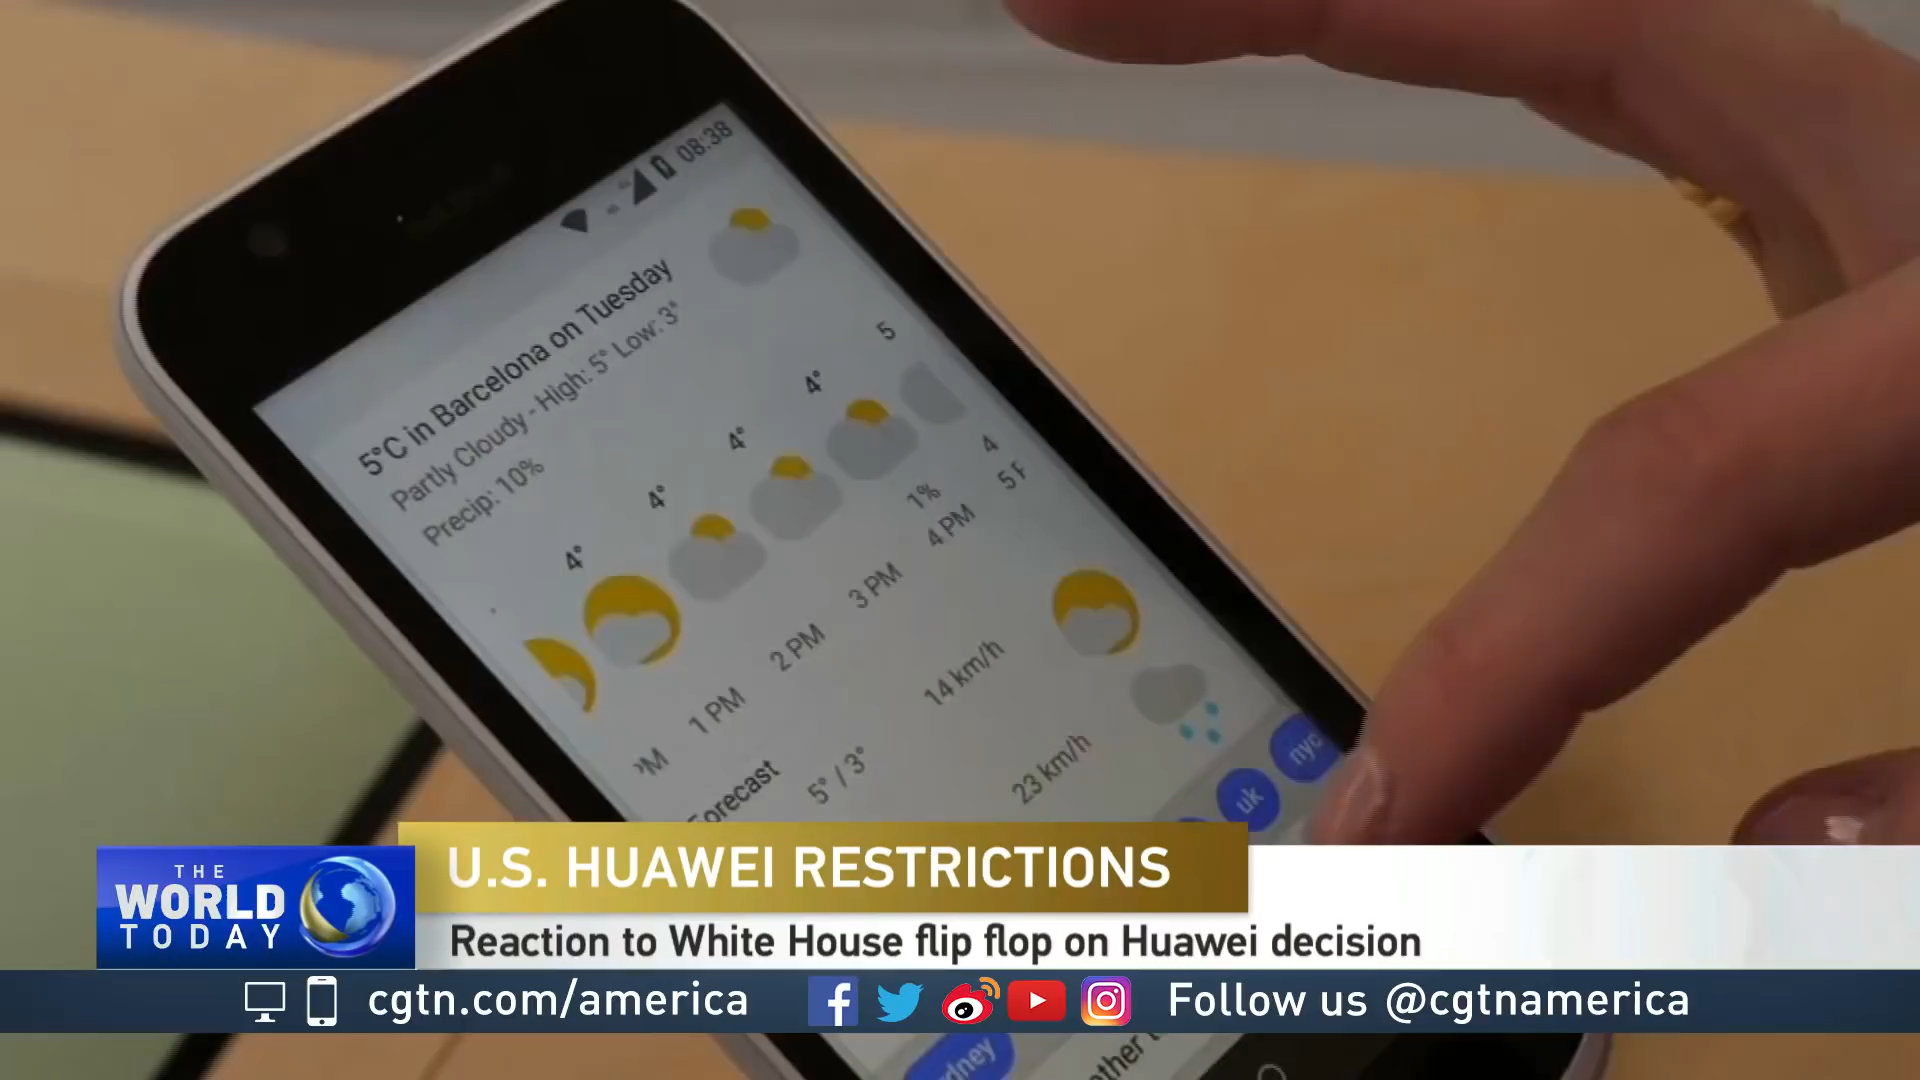 08:38
5°C in Barcelona on Tuesday
Partly Cloudy - High: 5° Low: 3°
Precip: 10%
4° 4° 4° 4° 5
1% 4
1 PM 2 PM 3 PM 4 PM 5 P
Forecast
5° / 3° 14 km/h
23 km/h
uk nyc
THE
WORLD
TODAY
U.S. HUAWEI RESTRICTIONS
Reaction to White House flip flop on Huawei decision
cgtn.com/america
Follow us @cgtnamerica